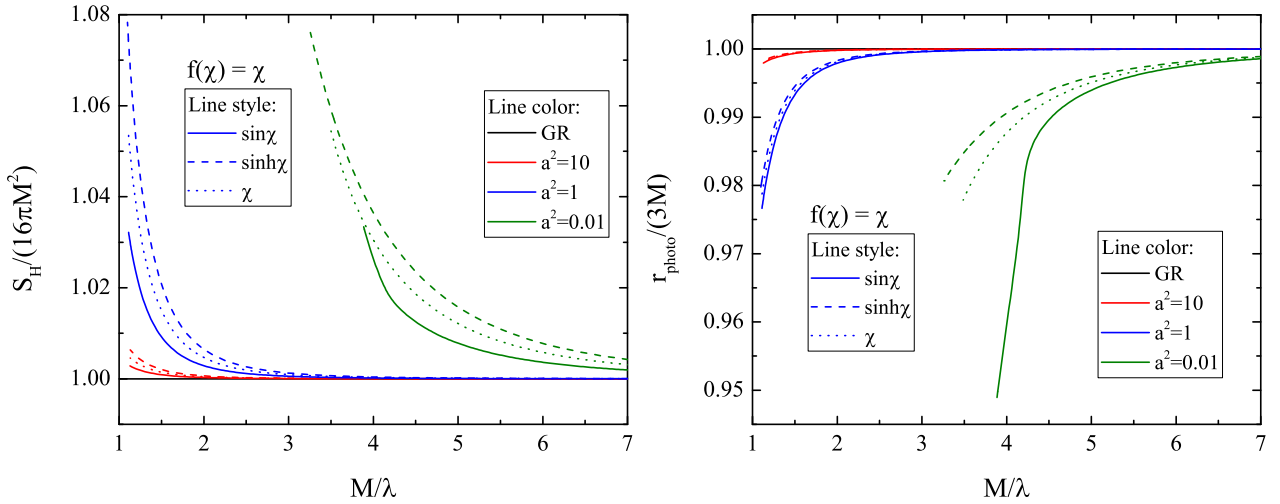 1.08
1.06
1.04
1.02
1.00
S_H/(16πM²)
1 2 3 4 5 6 7
M/λ
f(χ) = χ
Line style:
sinχ
sinhχ
χ
Line color:
GR
a²=10
a²=1
a²=0.01
1.00
0.99
0.98
0.97
0.96
0.95
r_photo/(3M)
1 2 3 4 5 6 7
M/λ
f(χ) = χ
Line style:
sinχ
sinhχ
χ
Line color:
GR
a²=10
a²=1
a²=0.01